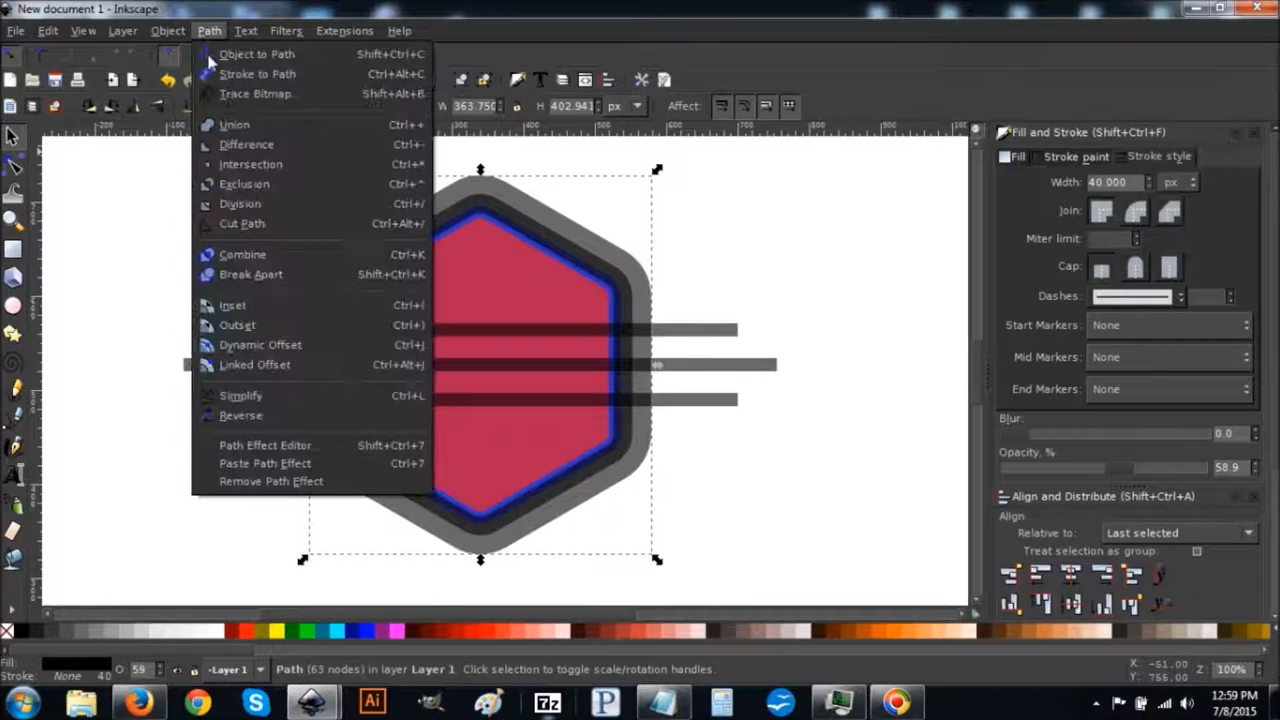 New document 1 - Inkscape
File Edit View Layer Object Path Text Filters Extensions Help
Object to Path Shift+Ctrl+C
Stroke to Path Ctrl+Alt+C
Trace Bitmap... Shift+Alt+B
W 363.750 H 402.941 px Affect:
Union Ctrl++
Difference Ctrl+-
Intersection Ctrl+*
Exclusion Ctrl+^
Division Ctrl+/
Cut Path Ctrl+Alt+/
Combine Ctrl+K
Break Apart Shift+Ctrl+K
Inset Ctrl+(
Outset Ctrl+)
Dynamic Offset Ctrl+J
Linked Offset Ctrl+Alt+J
Simplify Ctrl+L
Reverse
Path Effect Editor... Shift+Ctrl+7
Paste Path Effect Ctrl+7
Remove Path Effect
Fill and Stroke (Shift+Ctrl+F)
Fill Stroke paint Stroke style
Width: 40.000 px
Join:
Miter limit:
Cap:
Dashes:
Start Markers: None
Mid Markers: None
End Markers: None
Blur:
0.0
Opacity, %
58.9
Align and Distribute (Shift+Ctrl+A)
Align
Relative to: Last selected
Treat selection as group:
Fill:
Stroke: None 40
O 59
Layer 1
Path (63 nodes) in layer Layer 1. Click selection to toggle scale/rotation handles.
X: -61.00
Y: 766.00
Z: 100%
Ai
7z
P
12:59 PM
7/8/2015